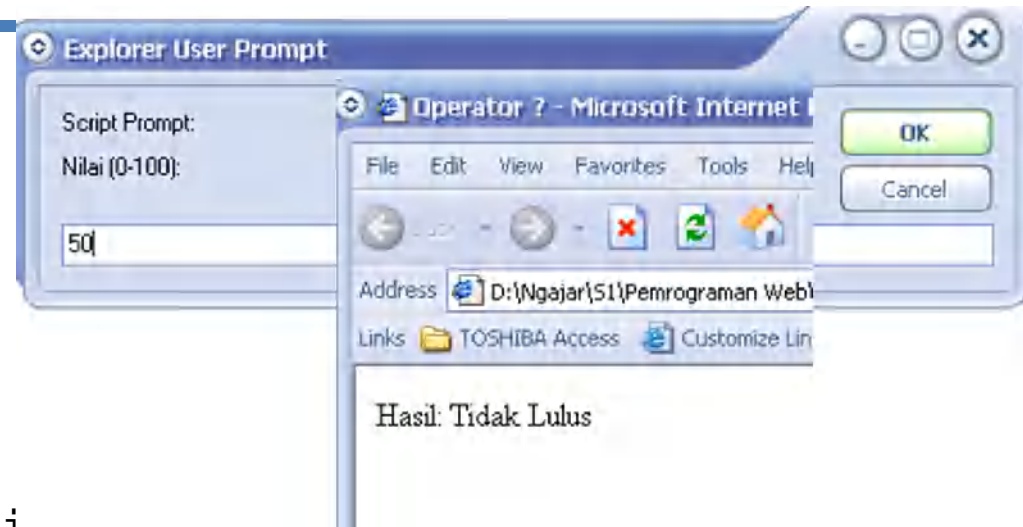 Explorer User Prompt
Script Prompt:
Nilai (0-100):
50
OK
Cancel
Operator ? - Microsoft Internet
File Edit View Favorites Tools Help
Address D:\Ngajar\S1\Pemrograman Web\
Links TOSHIBA Access Customize Lin
Hasil: Tidak Lulus